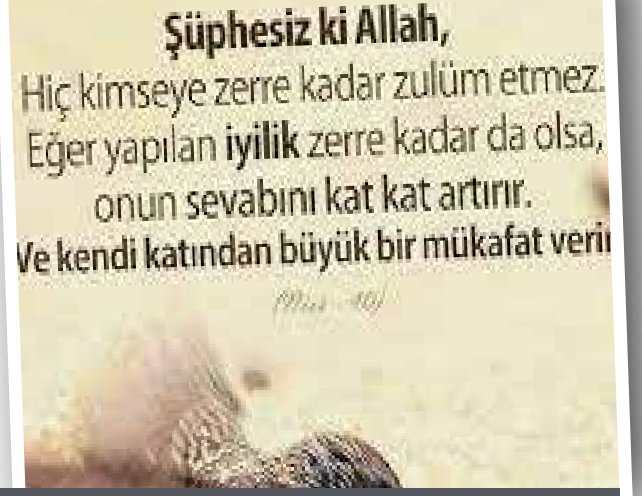 Şüphesiz ki Allah,
Hiç kimseye zerre kadar zulüm etmez.
Eğer yapılan iyilik zerre kadar da olsa,
onun sevabını kat kat artırır.
Ve kendi katından büyük bir mükafat verir